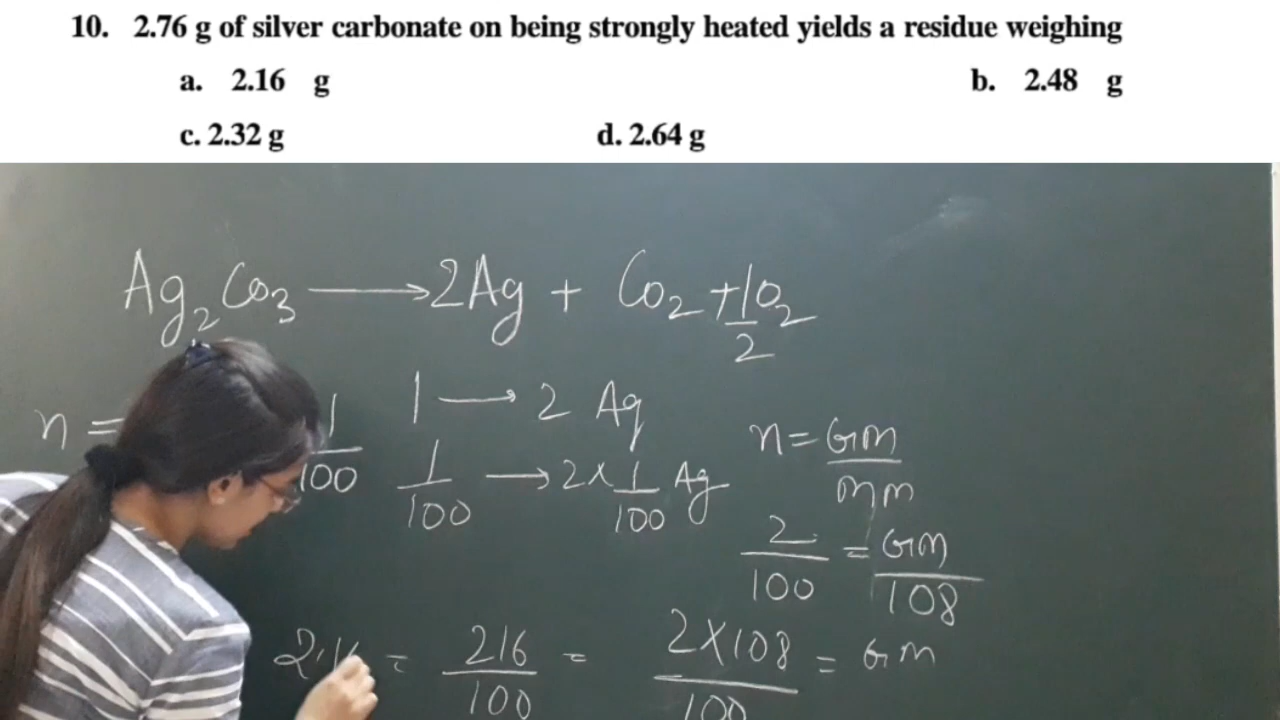 10. 2.76 g of silver carbonate on being strongly heated yields a residue weighing
a. 2.16 g b. 2.48 g
c. 2.32 g d. 2.64 g
Ag₂CO₃ → 2Ag + CO₂ + 1/2 O₂
n =
1/100
1 → 2 Ag
1/100 → 2 × 1/100 Ag
n = Gm/mm
2/100 = Gm/108
= 216/100 = 2×108/100 = Gm